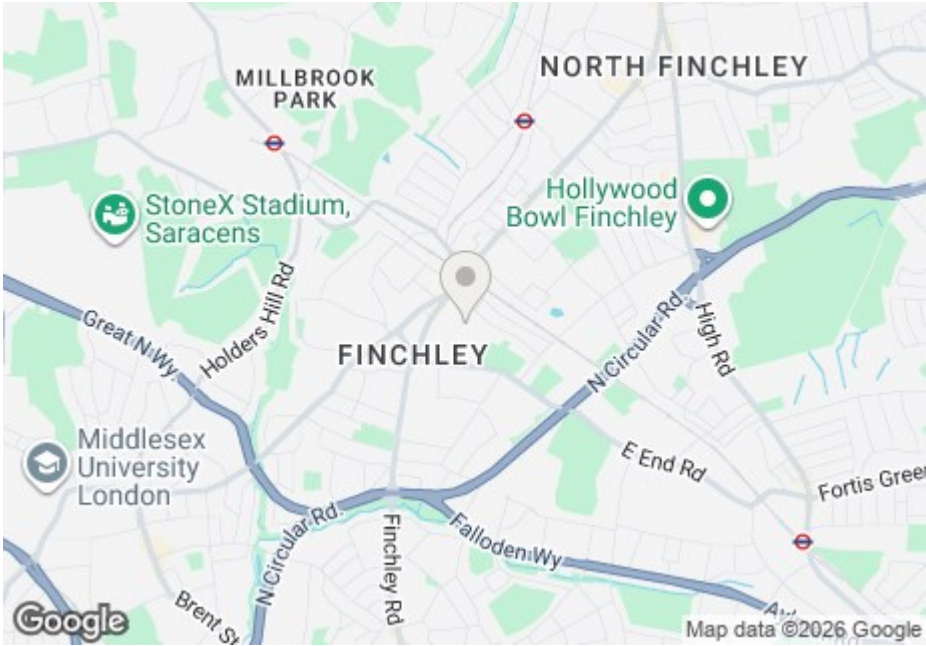 NORTH FINCHLEY
MILLBROOK
PARK
Hollywood
Bowl Finchley
StoneX Stadium,
Saracens
Holders Hill Rd
Great N Wy
FINCHLEY
N Circular Rd.
High Rd
Middlesex
University
London
E End Rd
Fortis Green
N Circular Rd.
Finchley Rd
Falloden Wy
Brent St
Google
Map data ©2026 Google